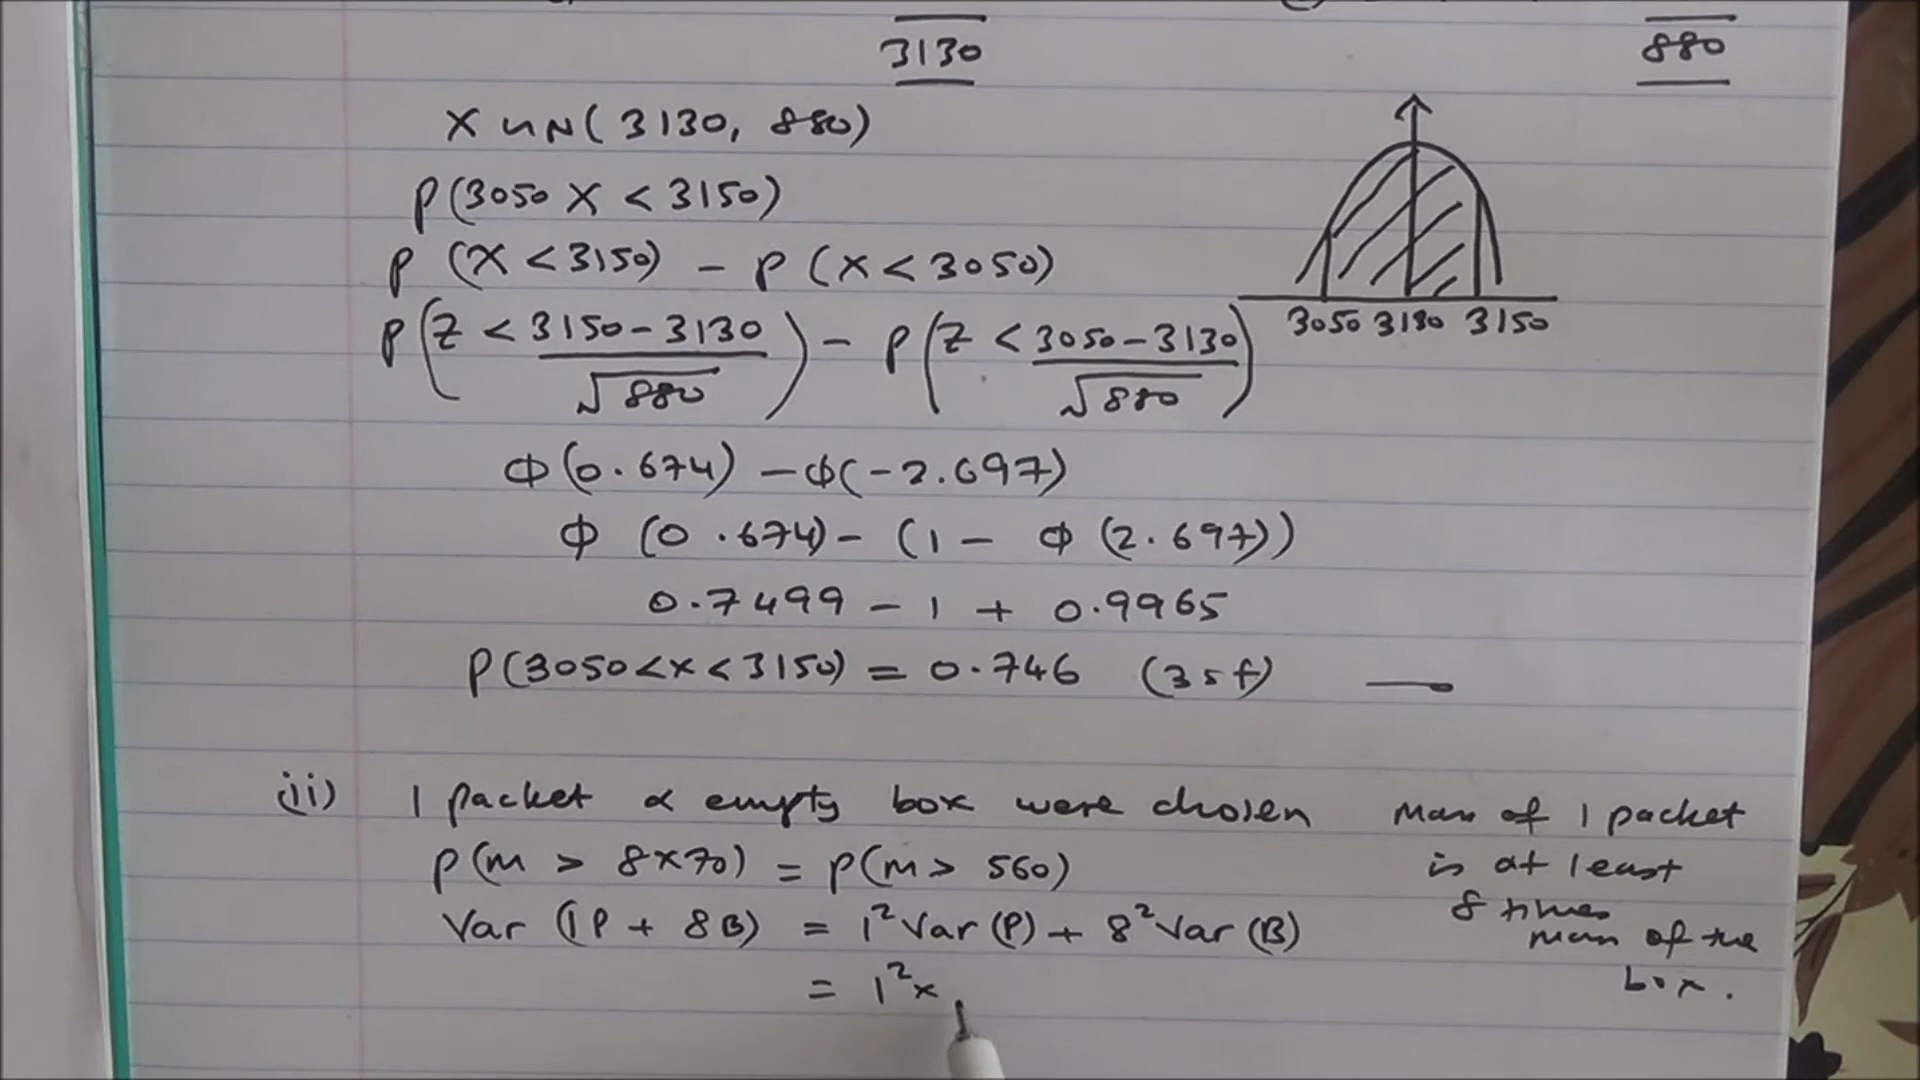 3130
880
X ~ N( 3130, 880)
P(3050 X < 3150)
P (X < 3150) – P (X < 3050)
P(Z < 3150 – 3130 / √880) – P(Z < 3050 – 3130 / √880)
3050 3130 3150
Φ(0.674) – Φ(–2.697)
Φ (0.674) – (1 – Φ (2.697))
0.7499 – 1 + 0.9965
P(3050 < X < 3150) = 0.746 (3sf)
ii) 1 packet & empty box were chosen
P(m > 8×70) = P(m > 560)
Var (1P + 8B) = 1² Var (P) + 8² Var (B)
= 1² ×
of 1 packet
is at least
8 times
of the
box.